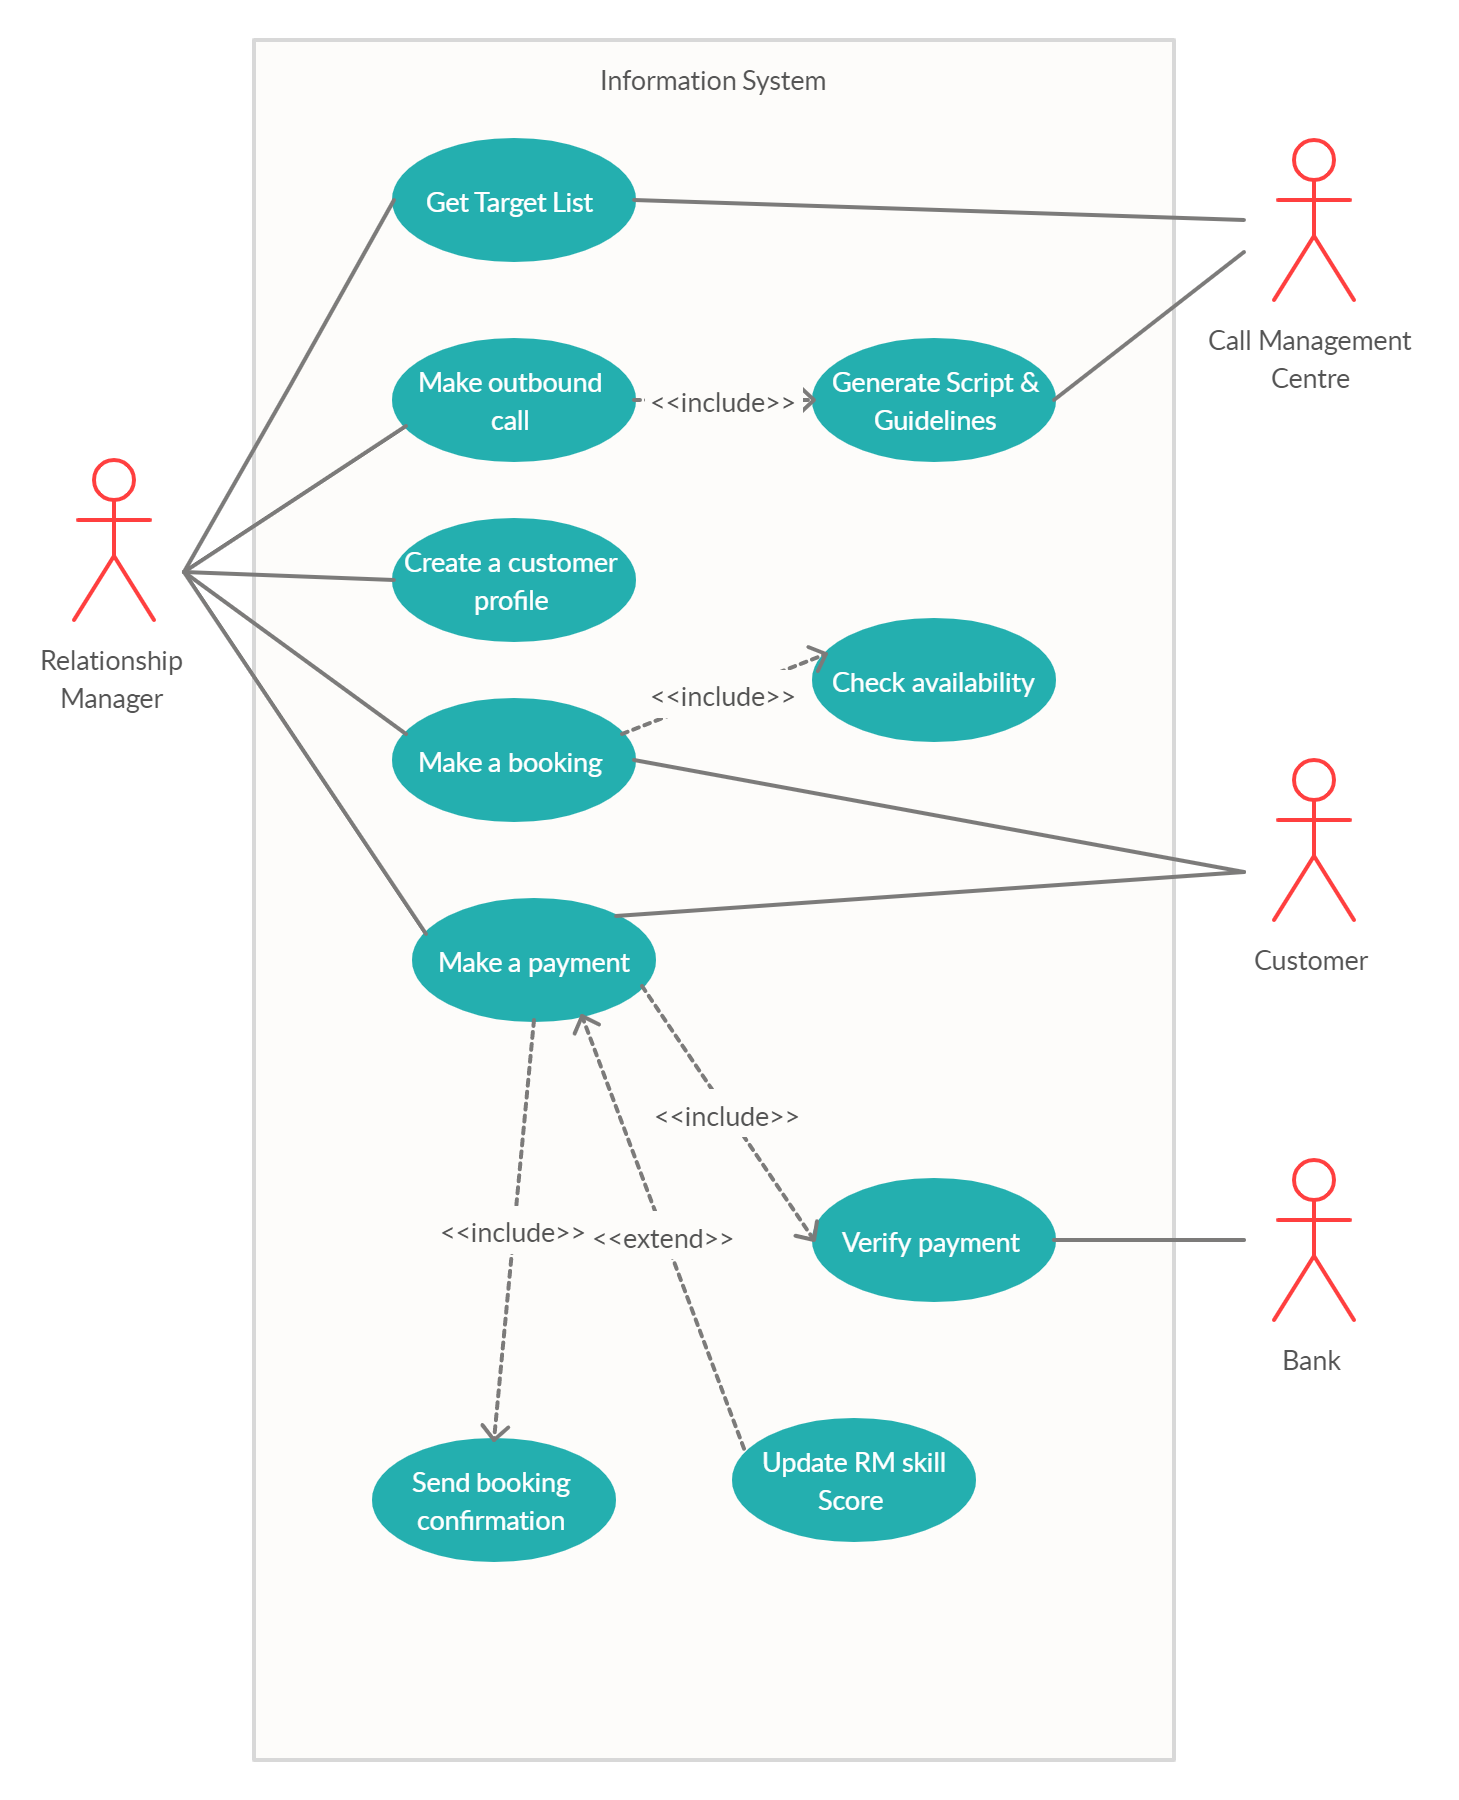 Information System
Get Target List
Make outbound
call
<<include>>
Generate Script &
Guidelines
Call Management
Centre
Create a customer
profile
Relationship
Manager
<<include>>
Check availability
Make a booking
Customer
Make a payment
<<include>>
<<include>>
<<extend>>
Verify payment
Bank
Send booking
confirmation
Update RM skill
Score